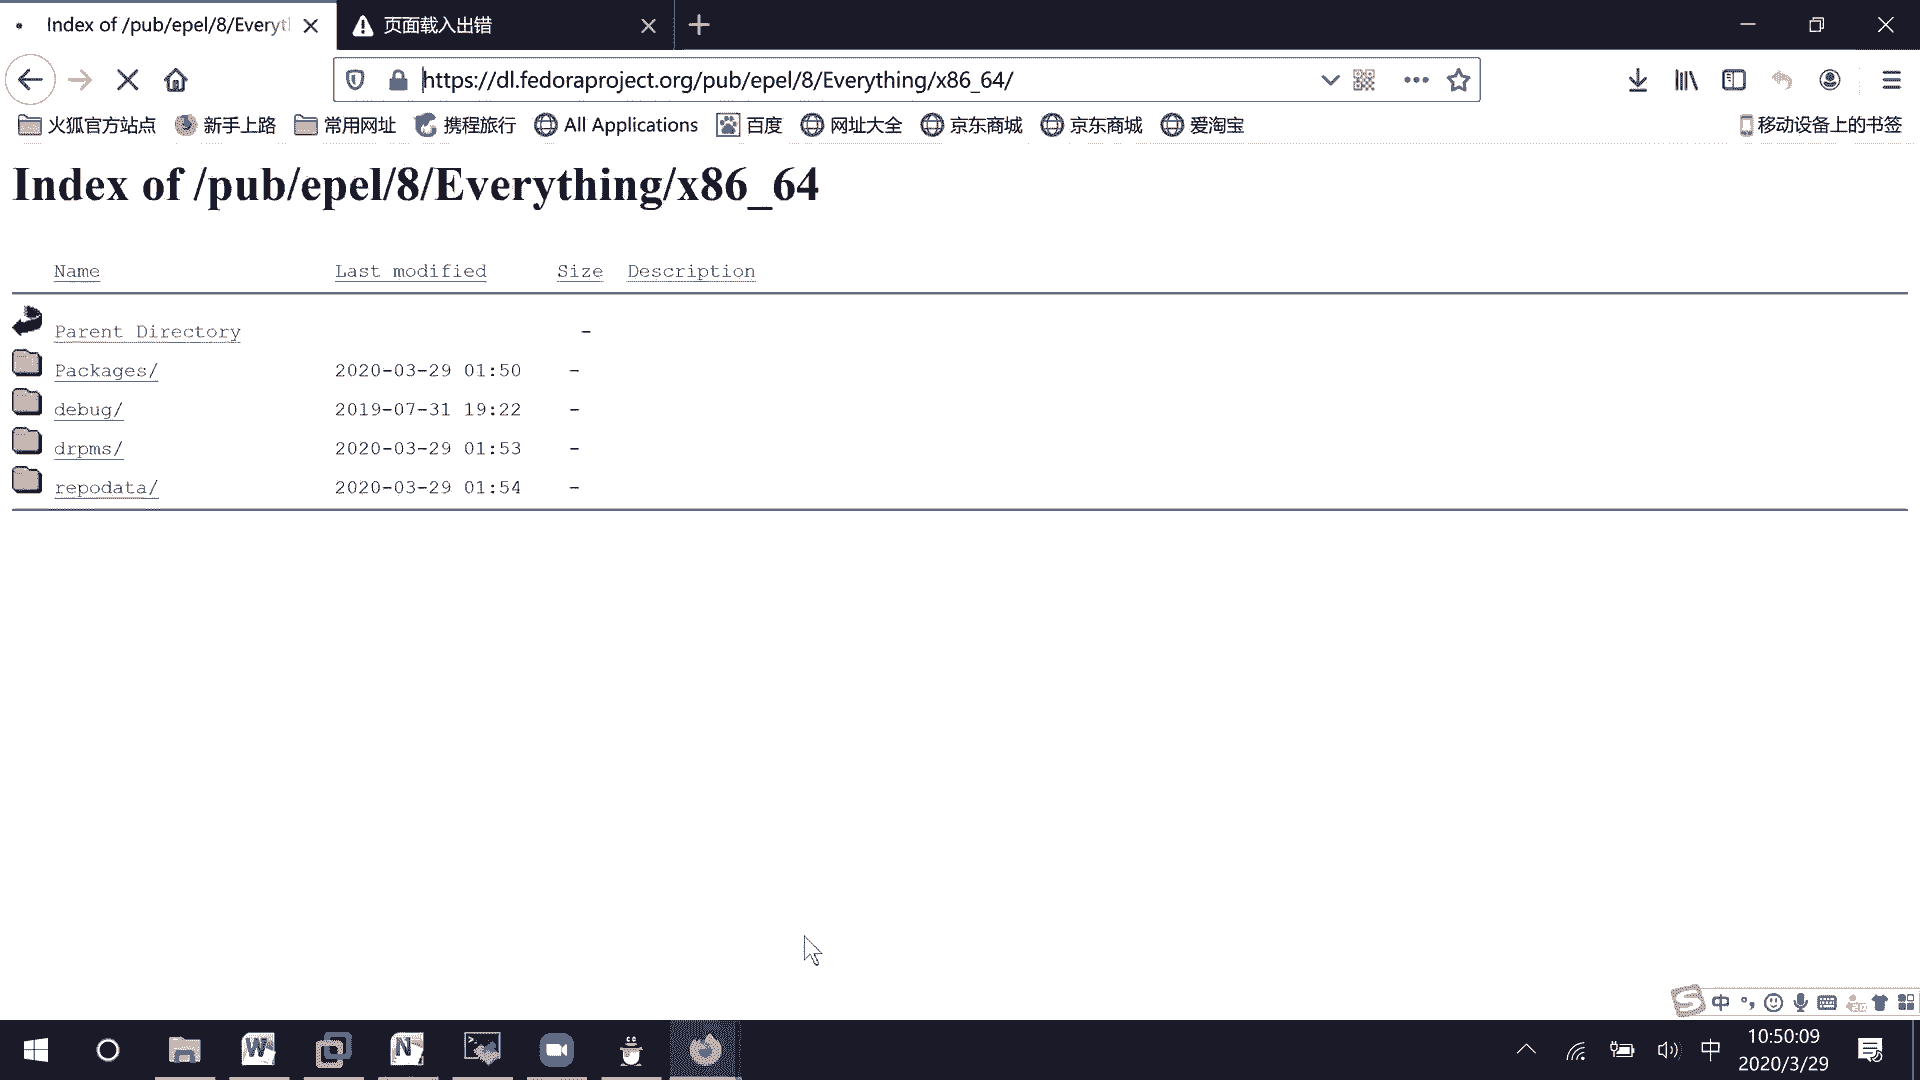 Index of /pub/epel/8/Everyt
页面载入出错
https://dl.fedoraproject.org/pub/epel/8/Everything/x86_64/
火狐官方站点 新手上路 常用网址 携程旅行 All Applications 百度 网址大全 京东商城 京东商城 爱淘宝 移动设备上的书签
Index of /pub/epel/8/Everything/x86_64
Name Last modified Size Description
Parent Directory -
Packages/ 2020-03-29 01:50 -
debug/ 2019-07-31 19:22 -
drpms/ 2020-03-29 01:53 -
repodata/ 2020-03-29 01:54 -
中
中
10:50:09
2020/3/29